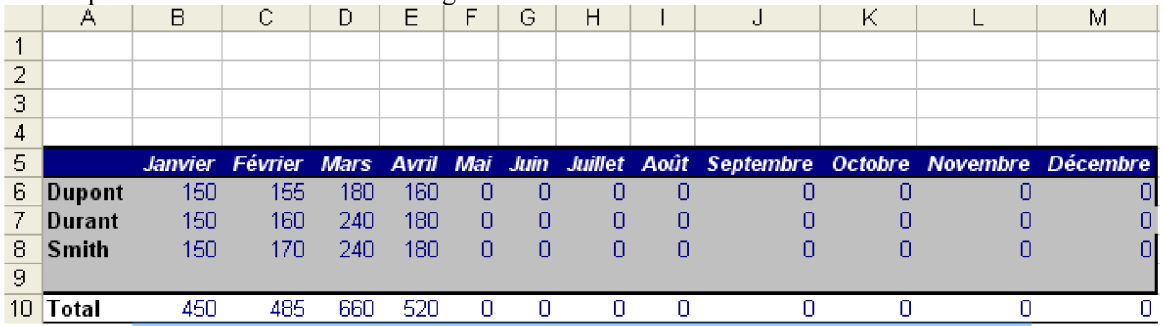 A B C D E F G H I J K L M
1
2
3
4
5 Janvier Février Mars Avril Mai Juin Juillet Août Septembre Octobre Novembre Décembre
6 Dupont 150 155 180 160 0 0 0 0 0 0 0 0
7 Durant 150 160 240 180 0 0 0 0 0 0 0 0
8 Smith 150 170 240 180 0 0 0 0 0 0 0 0
9
10 Total 450 485 660 520 0 0 0 0 0 0 0 0